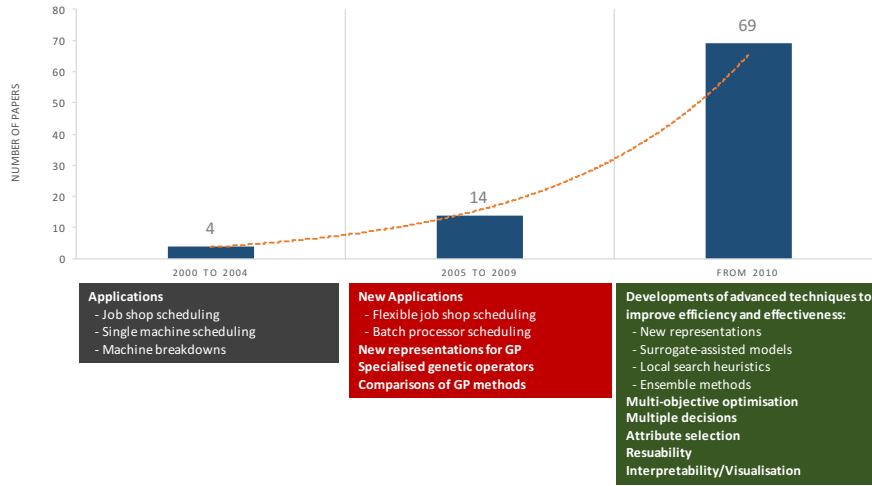 80
70
60
50
40
30
20
10
0
NUMBER OF PAPERS
4
14
69
2000 TO 2004
2005 TO 2009
FROM 2010
Applications
- Job shop scheduling
- Single machine scheduling
- Machine breakdowns
New Applications
- Flexible job shop scheduling
- Batch processor scheduling
New representations for GP
Specialised genetic operators
Comparisons of GP methods
Developments of advanced techniques to
improve efficiency and effectiveness:
- New representations
- Surrogate-assisted models
- Local search heuristics
- Ensemble methods
Multi-objective optimisation
Multiple decisions
Attribute selection
Resuability
Interpretability/Visualisation